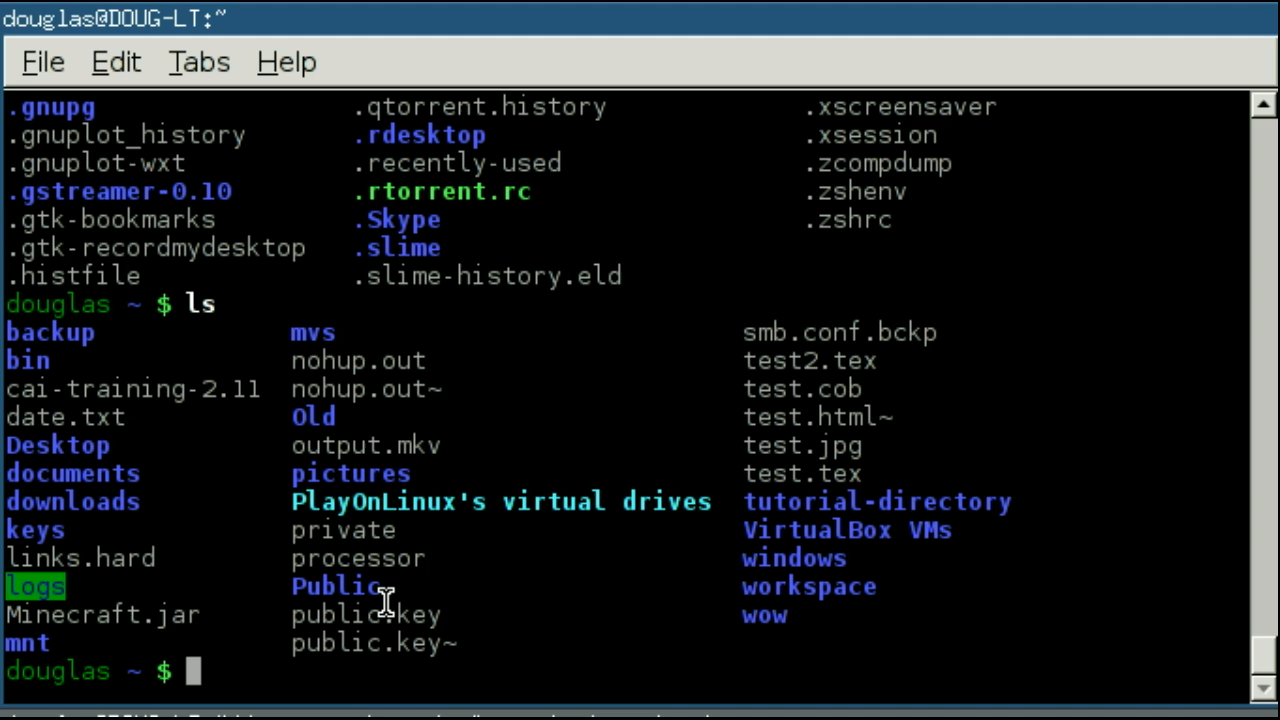 douglas@DOUG-LT:~
File Edit Tabs Help
.gnupg .qtorrent.history .xscreensaver
.gnuplot_history .rdesktop .xsession
.gnuplot-wxt .recently-used .zcompdump
.gstreamer-0.10 .rtorrent.rc .zshenv
.gtk-bookmarks .Skype .zshrc
.gtk-recordmydesktop .slime
.histfile .slime-history.eld
douglas ~ $ ls
backup mvs smb.conf.bckp
bin nohup.out test2.tex
cai-training-2.11 nohup.out~ test.cob
date.txt Old test.html~
Desktop output.mkv test.jpg
documents pictures test.tex
downloads PlayOnLinux's virtual drives tutorial-directory
keys private VirtualBox VMs
links.hard processor windows
logs Public workspace
Minecraft.jar public.key wow
mnt public.key~
douglas ~ $